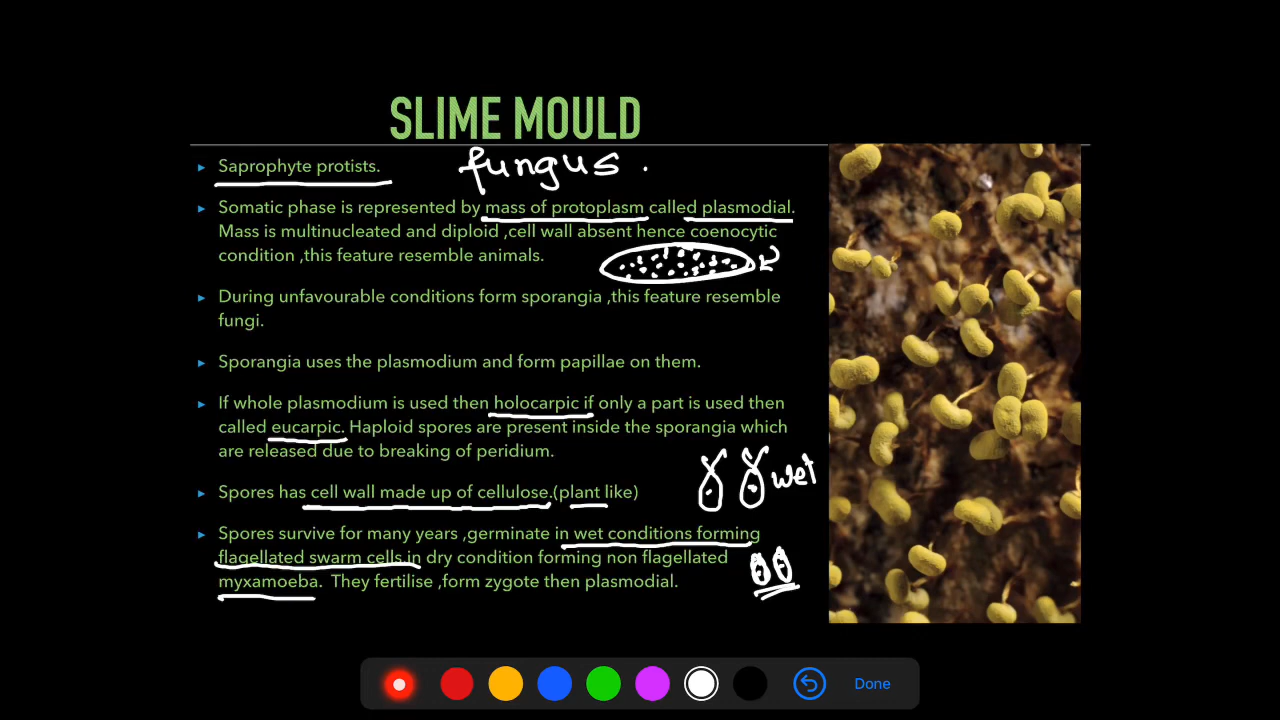 SLIME MOULD
Saprophyte protists.
fungus.
Somatic phase is represented by mass of protoplasm called plasmodial.
Mass is multinucleated and diploid ,cell wall absent hence coenocytic
condition ,this feature resemble animals.
During unfavourable conditions form sporangia ,this feature resemble
fungi.
Sporangia uses the plasmodium and form papillae on them.
If whole plasmodium is used then holocarpic if only a part is used then
called eucarpic. Haploid spores are present inside the sporangia which
are released due to breaking of peridium.
wet
Spores has cell wall made up of cellulose.(plant like)
Spores survive for many years ,germinate in wet conditions forming
flagellated swarm cells in dry condition forming non flagellated
myxamoeba. They fertilise ,form zygote then plasmodial.
Done